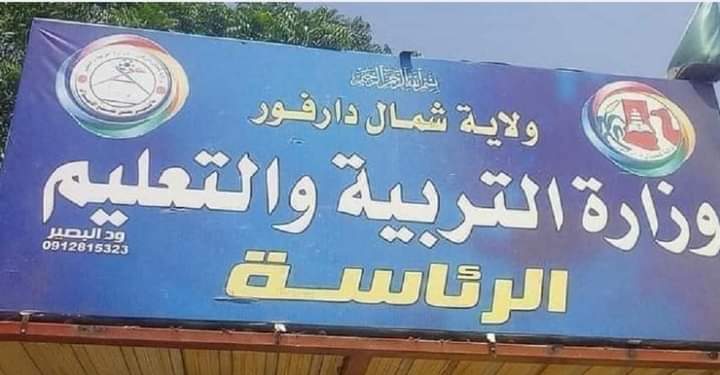 بسم الله الرحمن الرحيم
ولاية شمال دارفور
وزارة التربية والتعليم
ود البصير
0912815323
الرئاسة